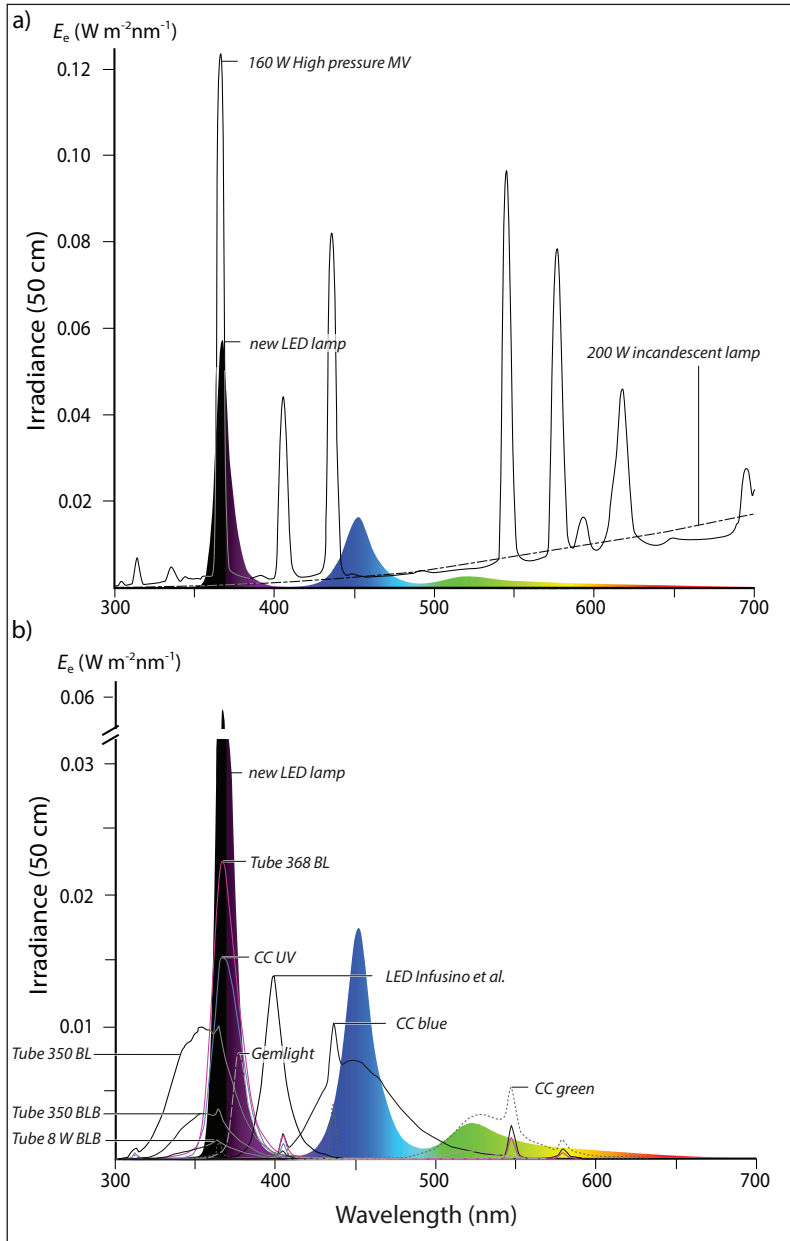 a)
E_e (W m⁻²nm⁻¹)
0.12
0.10
0.08
0.06
0.04
0.02
Irradiance (50 cm)
160 W High pressure MV
new LED lamp
200 W incandescent lamp
300
400
500
600
700
b)
E_e (W m⁻²nm⁻¹)
0.06
0.03
0.02
0.01
Irradiance (50 cm)
new LED lamp
Tube 368 BL
CC UV
LED Infusino et al.
CC blue
Tube 350 BL
Gemlight
CC green
Tube 350 BLB
Tube 8 W BLB
300
400
500
600
700
Wavelength (nm)